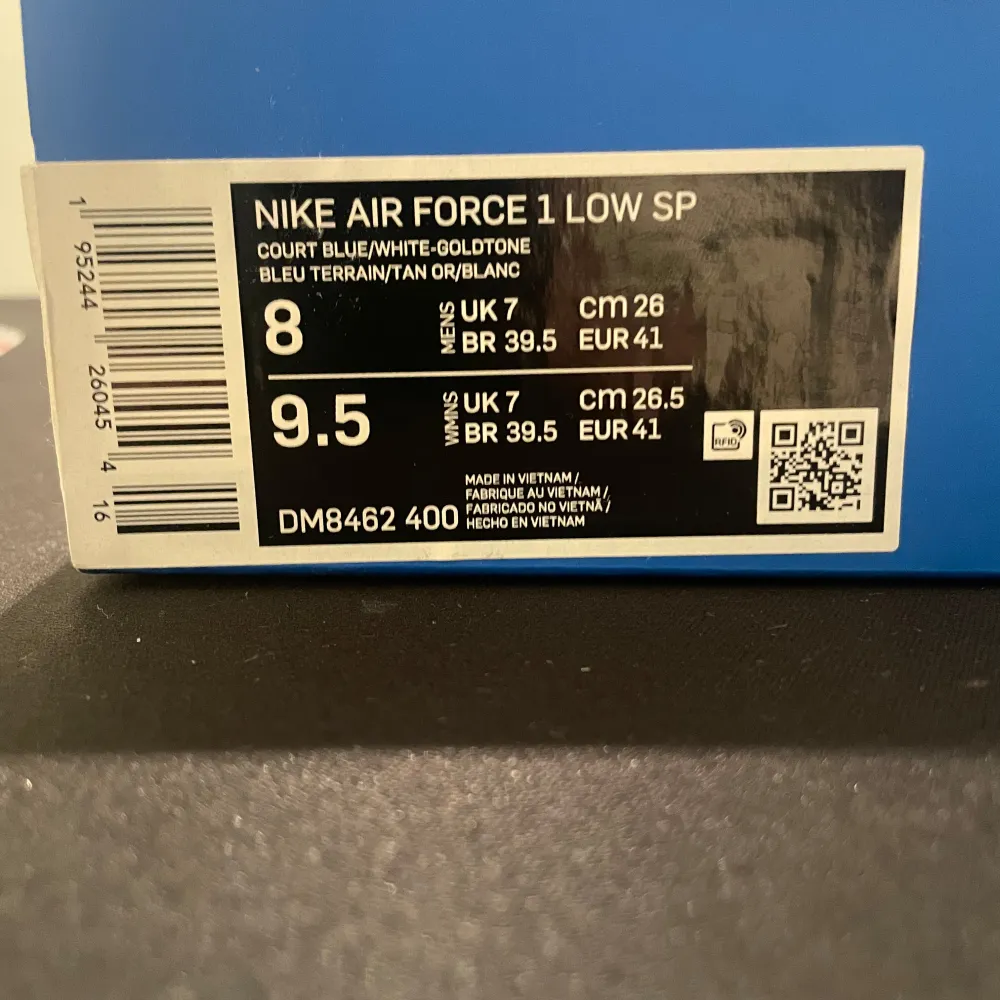 1 95244 26045 4 16
NIKE AIR FORCE 1 LOW SP
COURT BLUE/WHITE-GOLDTONE
BLEU TERRAIN/TAN OR/BLANC
8
MENS
UK 7 cm 26
BR 39.5 EUR 41
9.5
WMNS
UK 7 cm 26.5
BR 39.5 EUR 41
RFID
DM8462 400
MADE IN VIETNAM /
FABRIQUE AU VIETNAM /
FABRICADO NO VIETNÃ /
HECHO EN VIETNAM